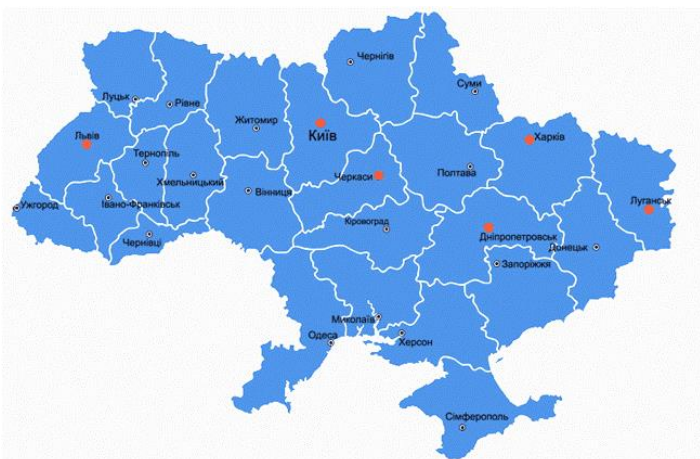 Чернігів
Суми
Луцьк
Рівне
Житомир
Київ
Львів
Харків
Тернопіль
Хмельницький
Черкаси
Полтава
Вінниця
Ужгород
Івано-Франкільськ
Луганськ
Кіровоград
Чернівці
Дніпропетровськ
Донецьк
Запоріжжя
Миколаїв
Одеса
Херсон
Сімферополь